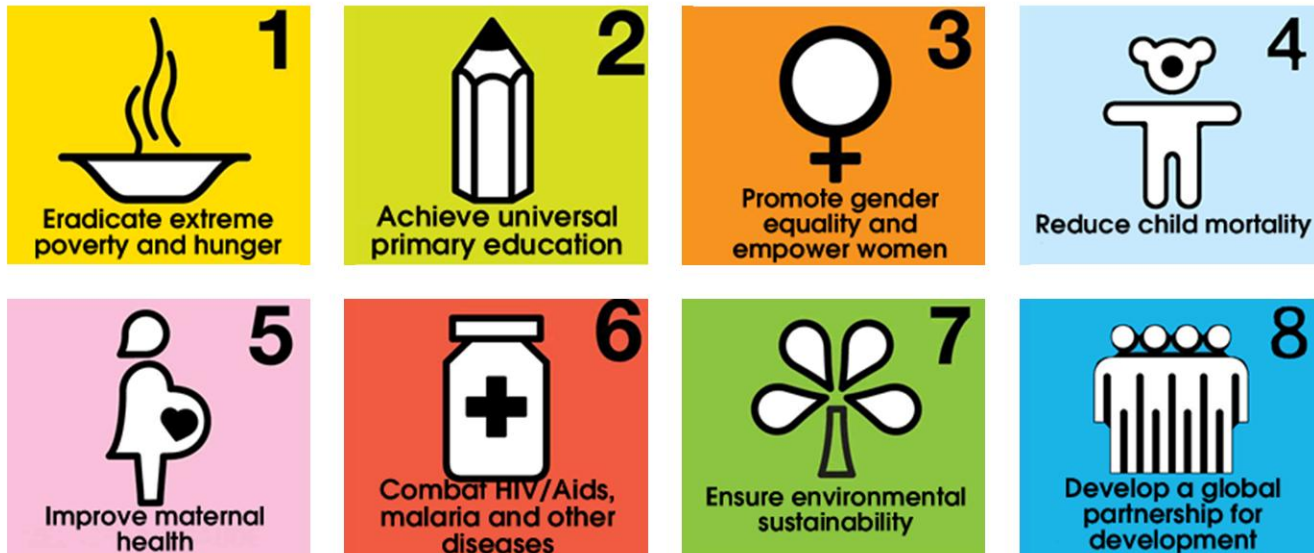 1
Eradicate extreme
poverty and hunger
2
Achieve universal
primary education
3
Promote gender
equality and
empower women
4
Reduce child mortality
5
Improve maternal
health
6
Combat HIV/Aids,
malaria and other
diseases
7
Ensure environmental
sustainability
8
Develop a global
partnership for
development